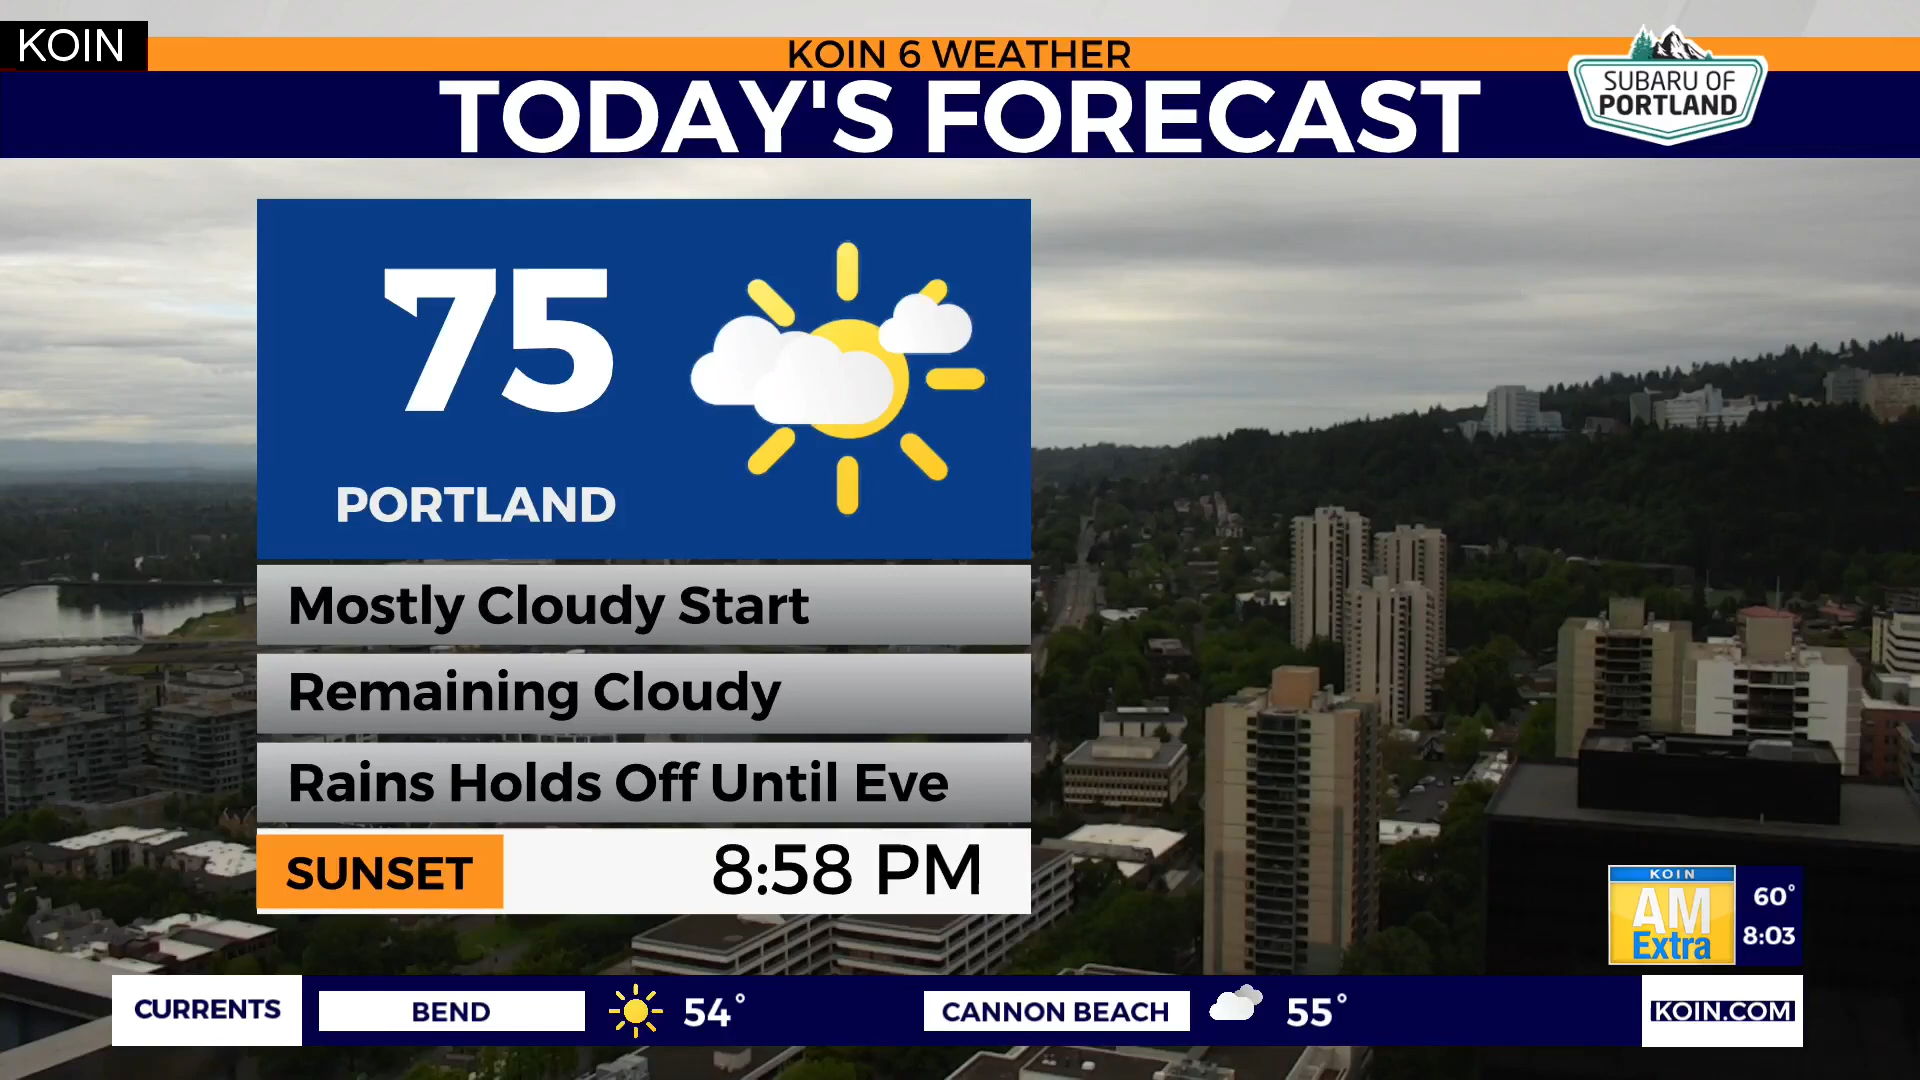 KOIN
KOIN 6 WEATHER
TODAY'S FORECAST
SUBARU OF
PORTLAND
75
PORTLAND
Mostly Cloudy Start
Remaining Cloudy
Rains Holds Off Until Eve
SUNSET 8:58 PM
KOIN
AM
Extra
60°
8:03
CURRENTS BEND 54° CANNON BEACH 55° KOIN.COM